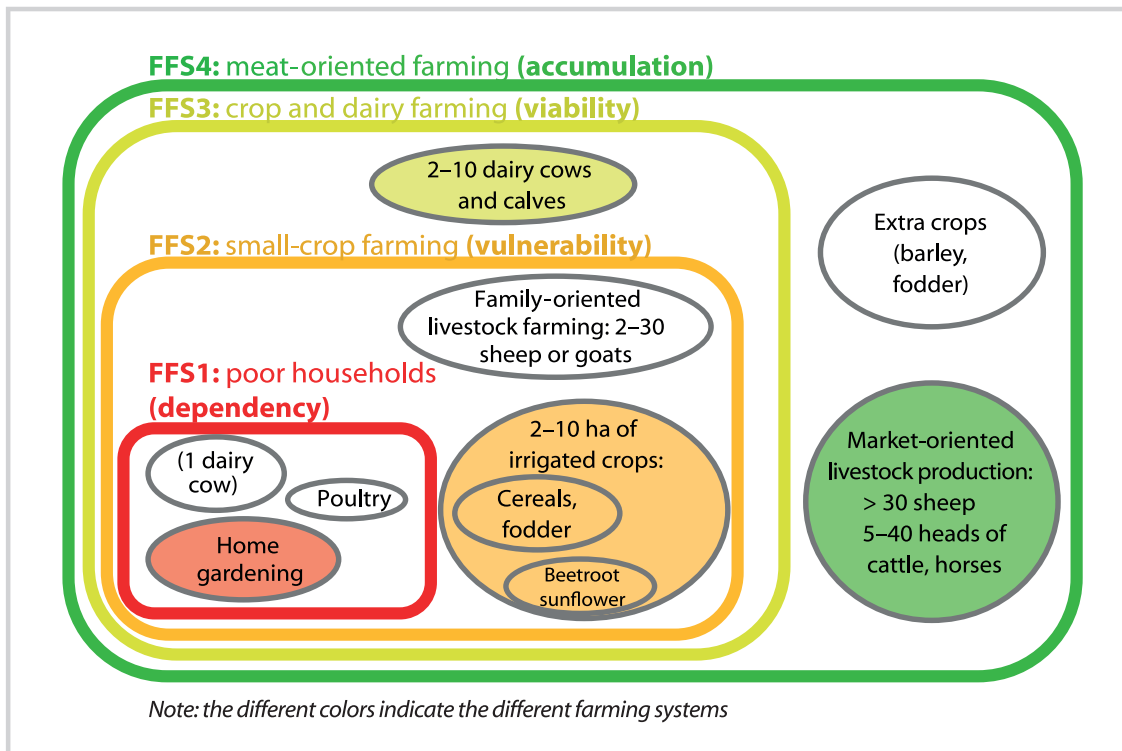 FFS4: meat-oriented farming (accumulation)
FFS3: crop and dairy farming (viability)
2–10 dairy cows
and calves
Extra crops
(barley,
fodder)
FFS2: small-crop farming (vulnerability)
Family-oriented
livestock farming: 2–30
sheep or goats
FFS1: poor households
(dependency)
(1 dairy
cow)
Poultry
Home
gardening
2–10 ha of
irrigated crops:
Cereals,
fodder
Beetroot
sunflower
Market-oriented
livestock production:
> 30 sheep
5–40 heads of
cattle, horses
Note: the different colors indicate the different farming systems